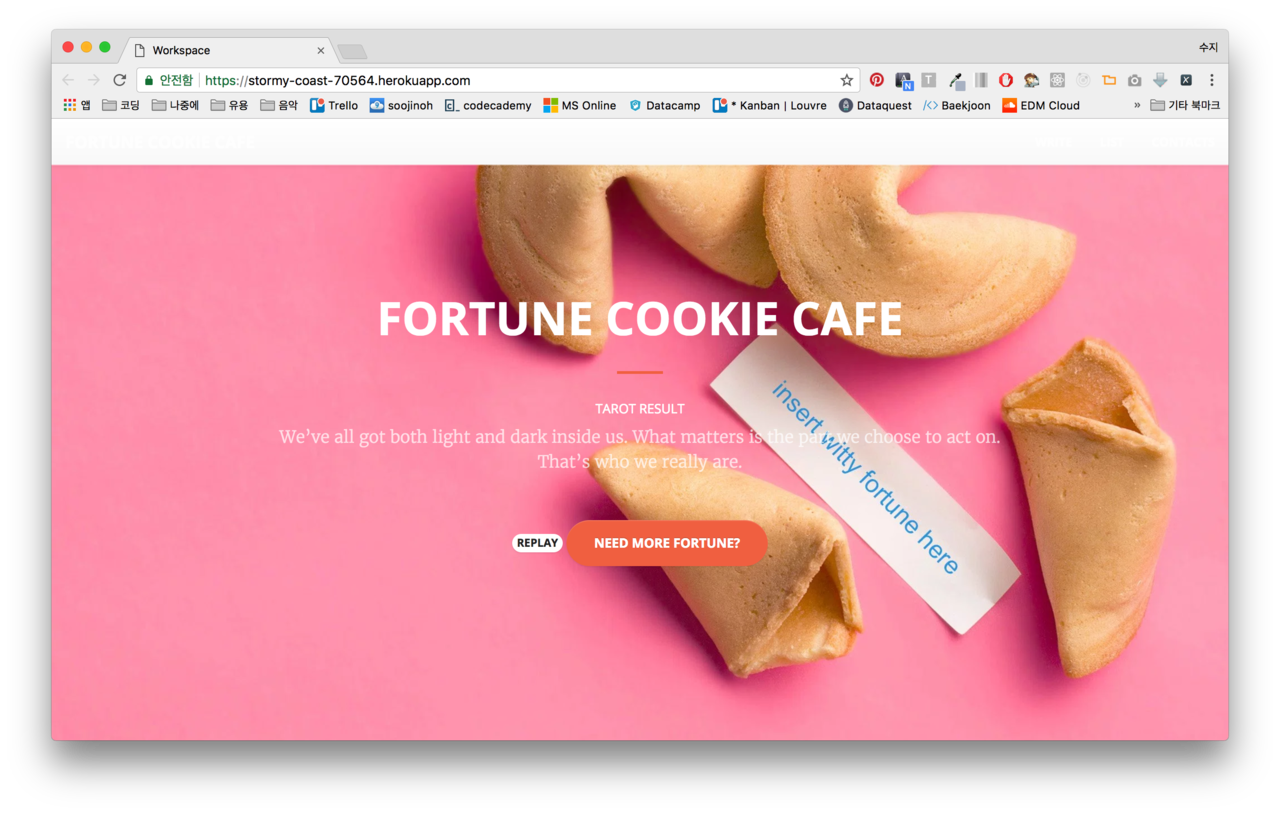 Workspace
수지
안전함 https://stormy-coast-70564.herokuapp.com
앱 코딩 나중에 유용 음악 Trello soojinoh _codecademy MS Online Datacamp * Kanban | Louvre Dataquest Baekjoon EDM Cloud » 기타 북마크
FORTUNE COOKIE CAFE
FORTUNE COOKIE CAFE
TAROT RESULT
We’ve all got both light and dark inside us. What matters is the part we choose to act on.
That’s who we really are.
insert witty fortune here
REPLAY NEED MORE FORTUNE?